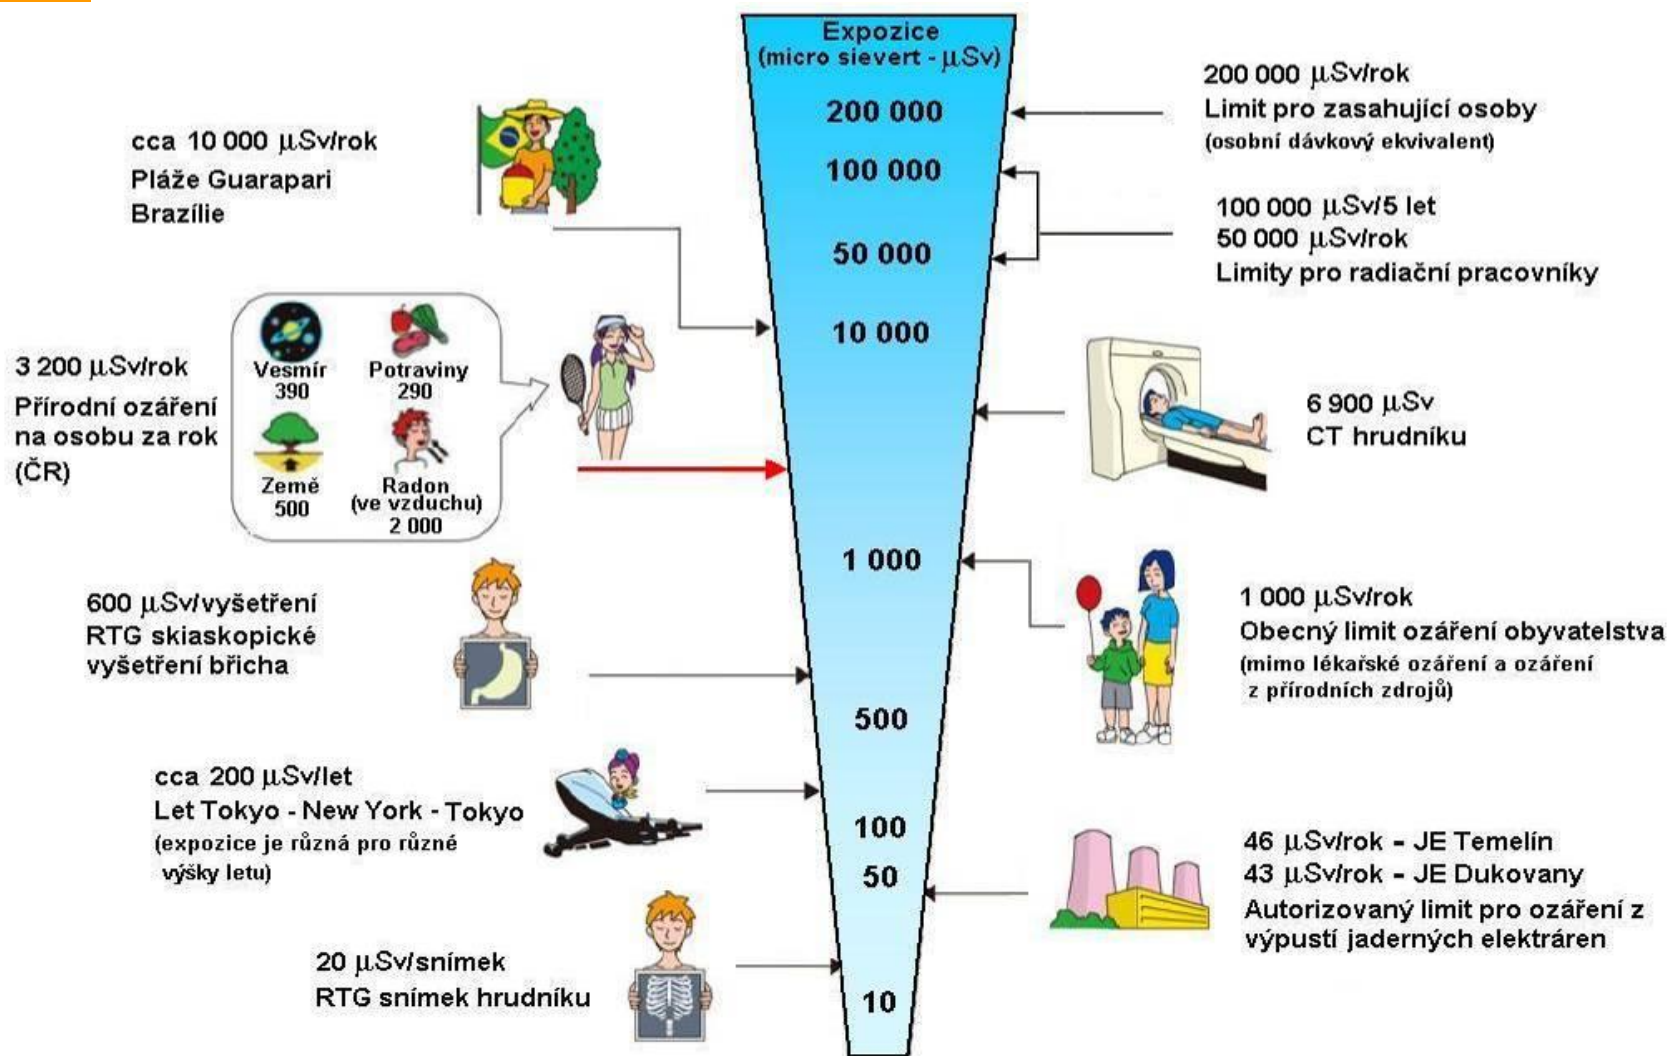 Expozice
(micro sievert - μSv)
200 000
100 000
50 000
10 000
1 000
500
100
50
10
cca 10 000 μSv/rok
Pláže Guarapari
Brazílie
3 200 μSv/rok
Přírodní ozáření
na osobu za rok
(ČR)
Vesmír
390
Potraviny
290
Země
500
Radon
(ve vzduchu)
2 000
600 μSv/vyšetření
RTG skiaskopické
vyšetření břicha
cca 200 μSv/let
Let Tokyo - New York - Tokyo
(expozice je různá pro různé
výšky letu)
20 μSv/snímek
RTG snímek hrudníku
200 000 μSv/rok
Limit pro zasahující osoby
(osobní dávkový ekvivalent)
100 000 μSv/5 let
50 000 μSv/rok
Limity pro radiační pracovníky
6 900 μSv
CT hrudníku
1 000 μSv/rok
Obecný limit ozáření obyvatelstva
(mimo lékařské ozáření a ozáření
z přírodních zdrojů)
46 μSv/rok - JE Temelín
43 μSv/rok - JE Dukovany
Autorizovaný limit pro ozáření z
výpustí jaderných elektráren